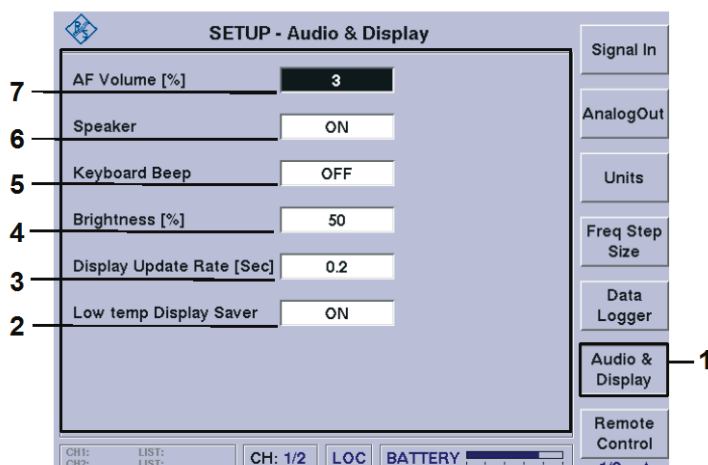 SETUP - Audio & Display
Signal In
7 AF Volume [%] 3
AnalogOut
6 Speaker ON
5 Keyboard Beep OFF
Units
4 Brightness [%] 50
Freq Step
Size
3 Display Update Rate [Sec] 0.2
Data
Logger
2 Low temp Display Saver ON
Audio &
Display
1
Remote
Control
CH1: LIST:
CH2: LIST:
CH: 1/2 LOC BATTERY